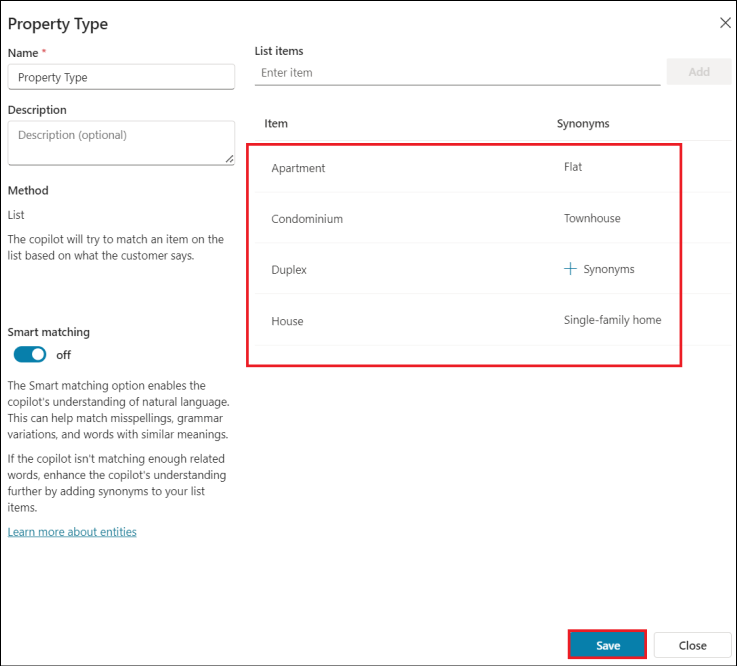 Property Type
Name *
Property Type
Description
Description (optional)
Method
List
The copilot will try to match an item on the
list based on what the customer says.
Smart matching
off
The Smart matching option enables the
copilot's understanding of natural language.
This can help match misspellings, grammar
variations, and words with similar meanings.
If the copilot isn't matching enough related
words, enhance the copilot's understanding
further by adding synonyms to your list
items.
Learn more about entities
List items
Enter item
Add
Item Synonyms
Apartment Flat
Condominium Townhouse
Duplex + Synonyms
House Single-family home
Save Close